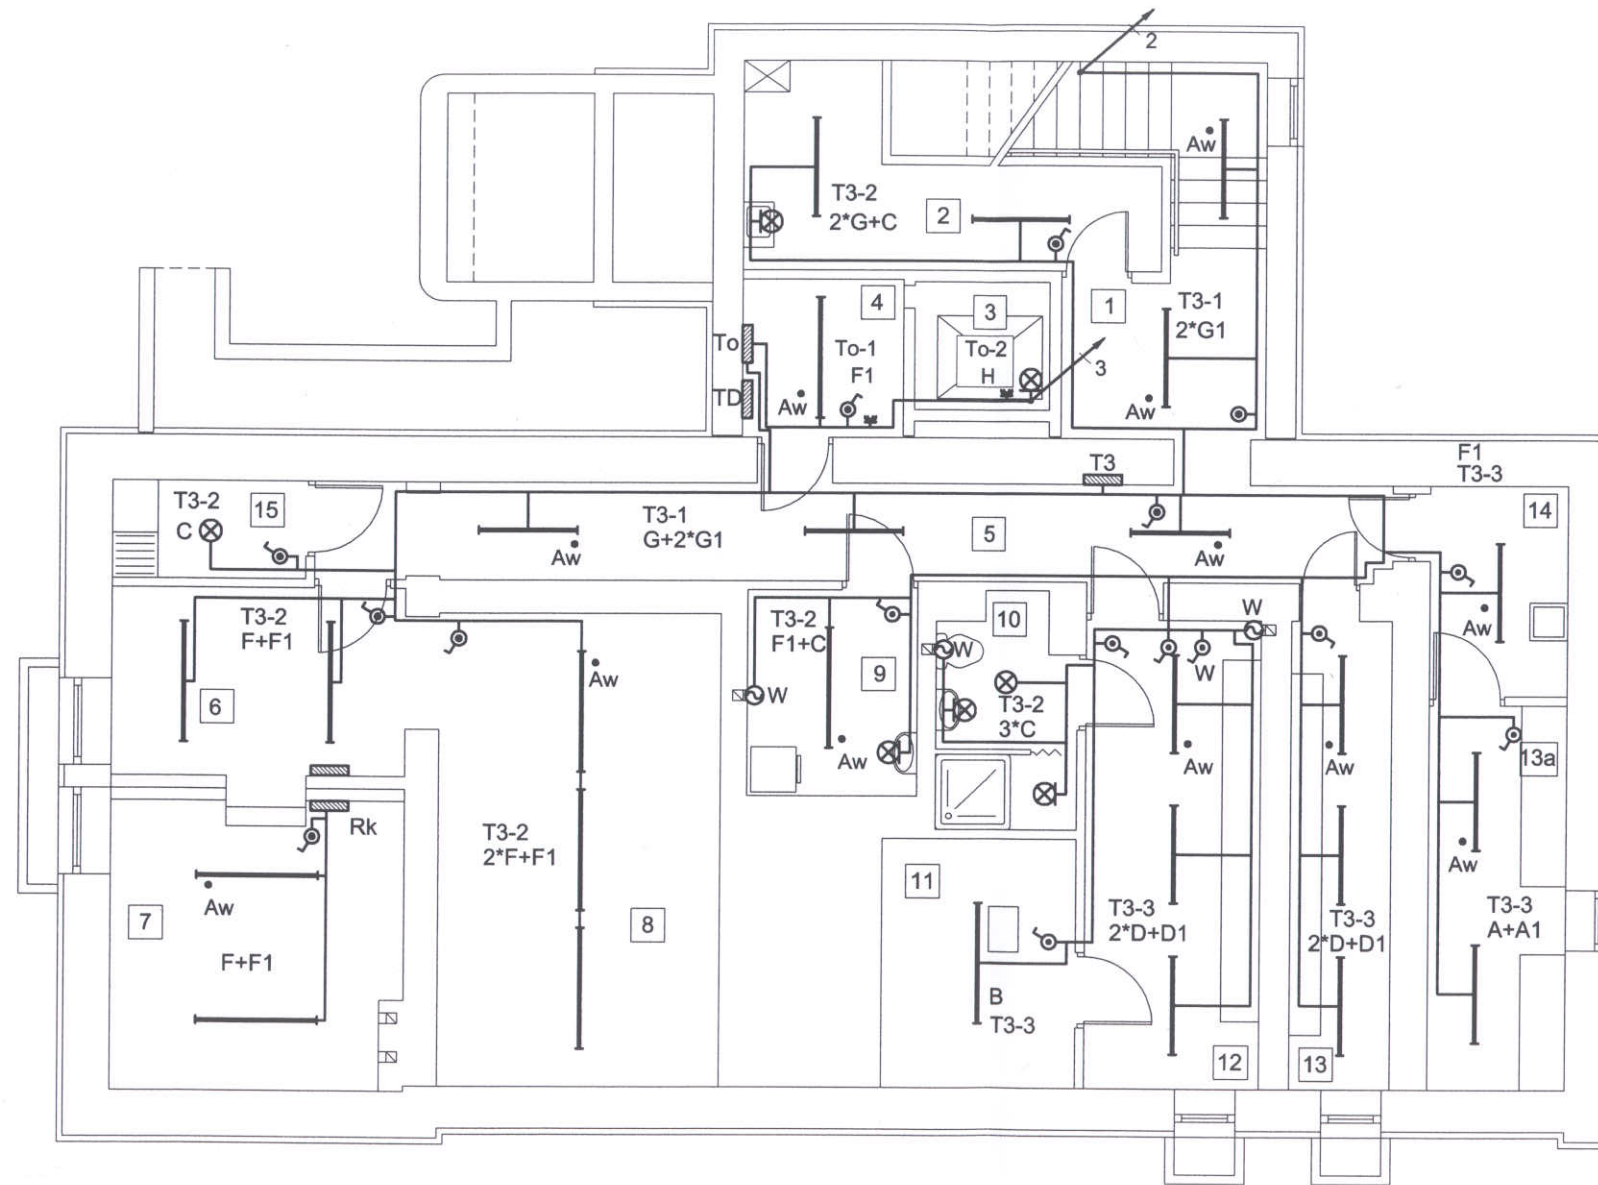 2
Aw
T3-2
2*G+C
2
1
T3-1
2*G1
4
3
To
To-1
F1
To-2
H
3
TD
Aw
Aw
F1
T3-3
T3
T3-2
C
15
T3-1
G+2*G1
Aw
5
Aw
14
T3-2
F+F1
T3-2
F1+C
10
W
W
W
Aw
Aw
9
6
W
T3-2
3*C
Aw
Aw
Aw
13a
Rk
T3-2
2*F+F1
Aw
Aw
11
7
8
T3-3
2*D+D1
T3-3
2*D+D1
T3-3
A+A1
F+F1
B
T3-3
12
13